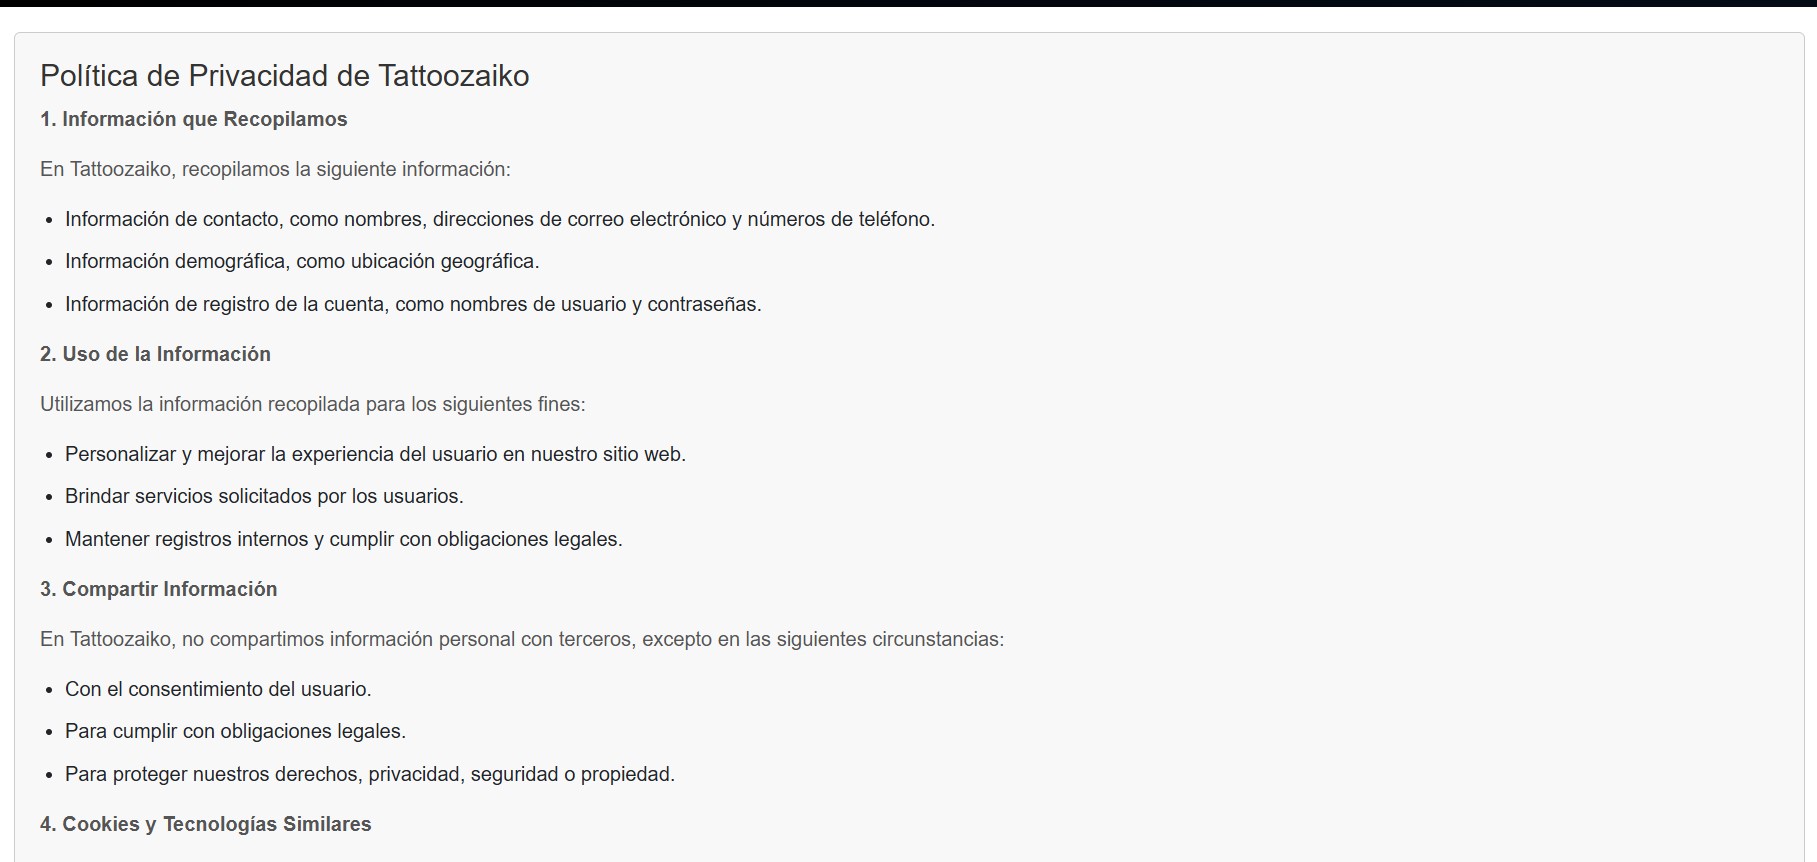 Política de Privacidad de Tattoozaiko
1. Información que Recopilamos
En Tattoozaiko, recopilamos la siguiente información:
• Información de contacto, como nombres, direcciones de correo electrónico y números de teléfono.
• Información demográfica, como ubicación geográfica.
• Información de registro de la cuenta, como nombres de usuario y contraseñas.
2. Uso de la Información
Utilizamos la información recopilada para los siguientes fines:
• Personalizar y mejorar la experiencia del usuario en nuestro sitio web.
• Brindar servicios solicitados por los usuarios.
• Mantener registros internos y cumplir con obligaciones legales.
3. Compartir Información
En Tattoozaiko, no compartimos información personal con terceros, excepto en las siguientes circunstancias:
• Con el consentimiento del usuario.
• Para cumplir con obligaciones legales.
• Para proteger nuestros derechos, privacidad, seguridad o propiedad.
4. Cookies y Tecnologías Similares